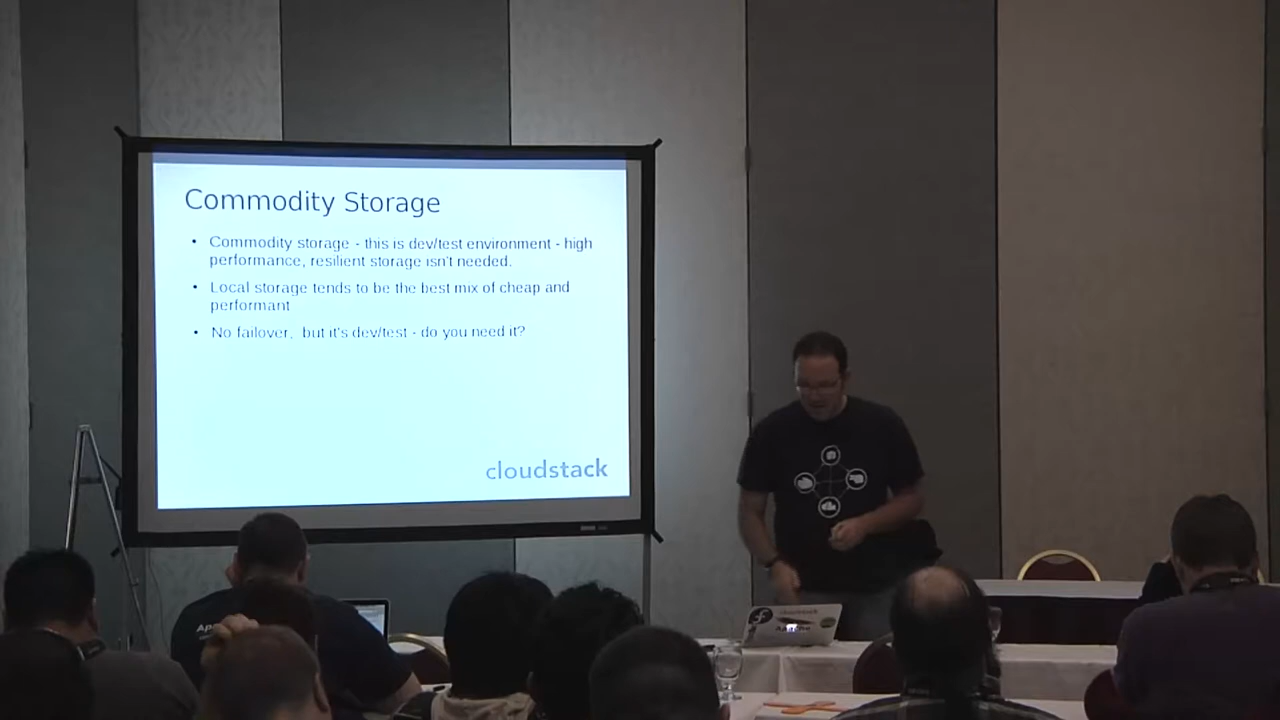 Commodity Storage
• Commodity storage - this is dev/test environment - high
performance, resilient storage isn't needed.
• Local storage tends to be the best mix of cheap and
performant
• No failover, but it's dev/test - do you need it?
cloudstack
cloudstack
Apache